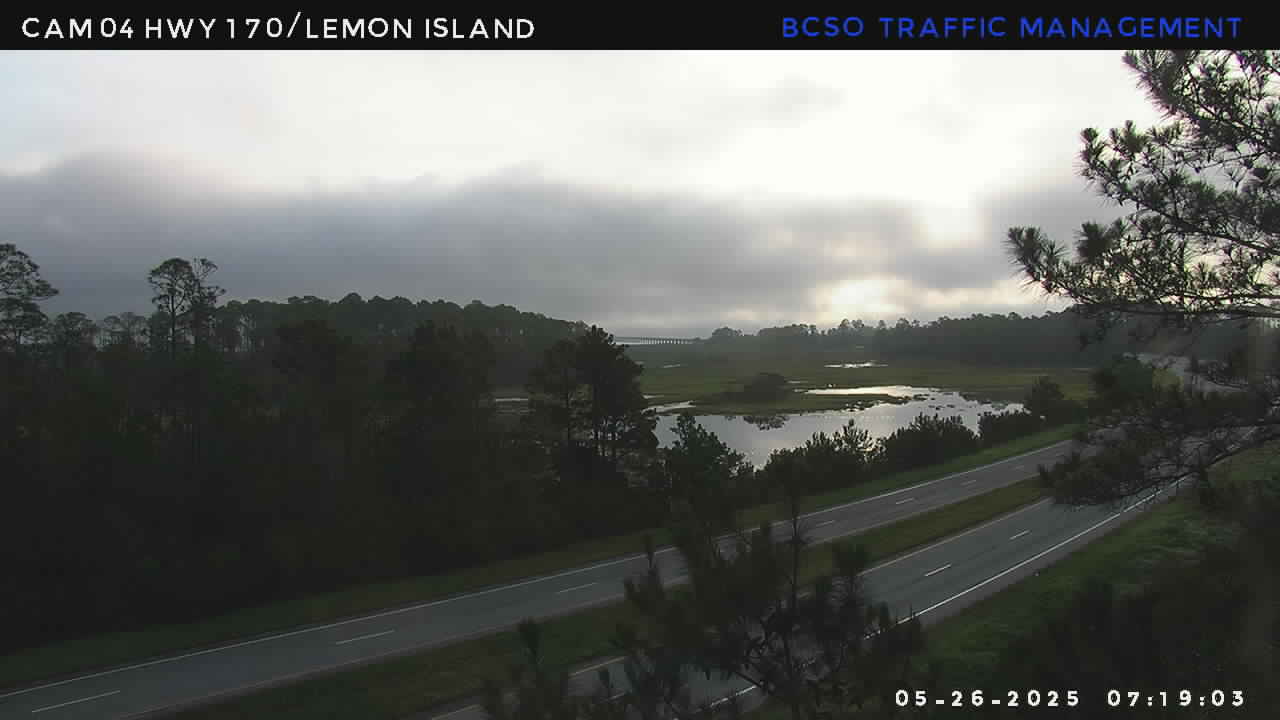 CAM04 HWY 170/LEMON ISLAND
BCSO TRAFFIC MANAGEMENT
05-26-2025 07:19:03